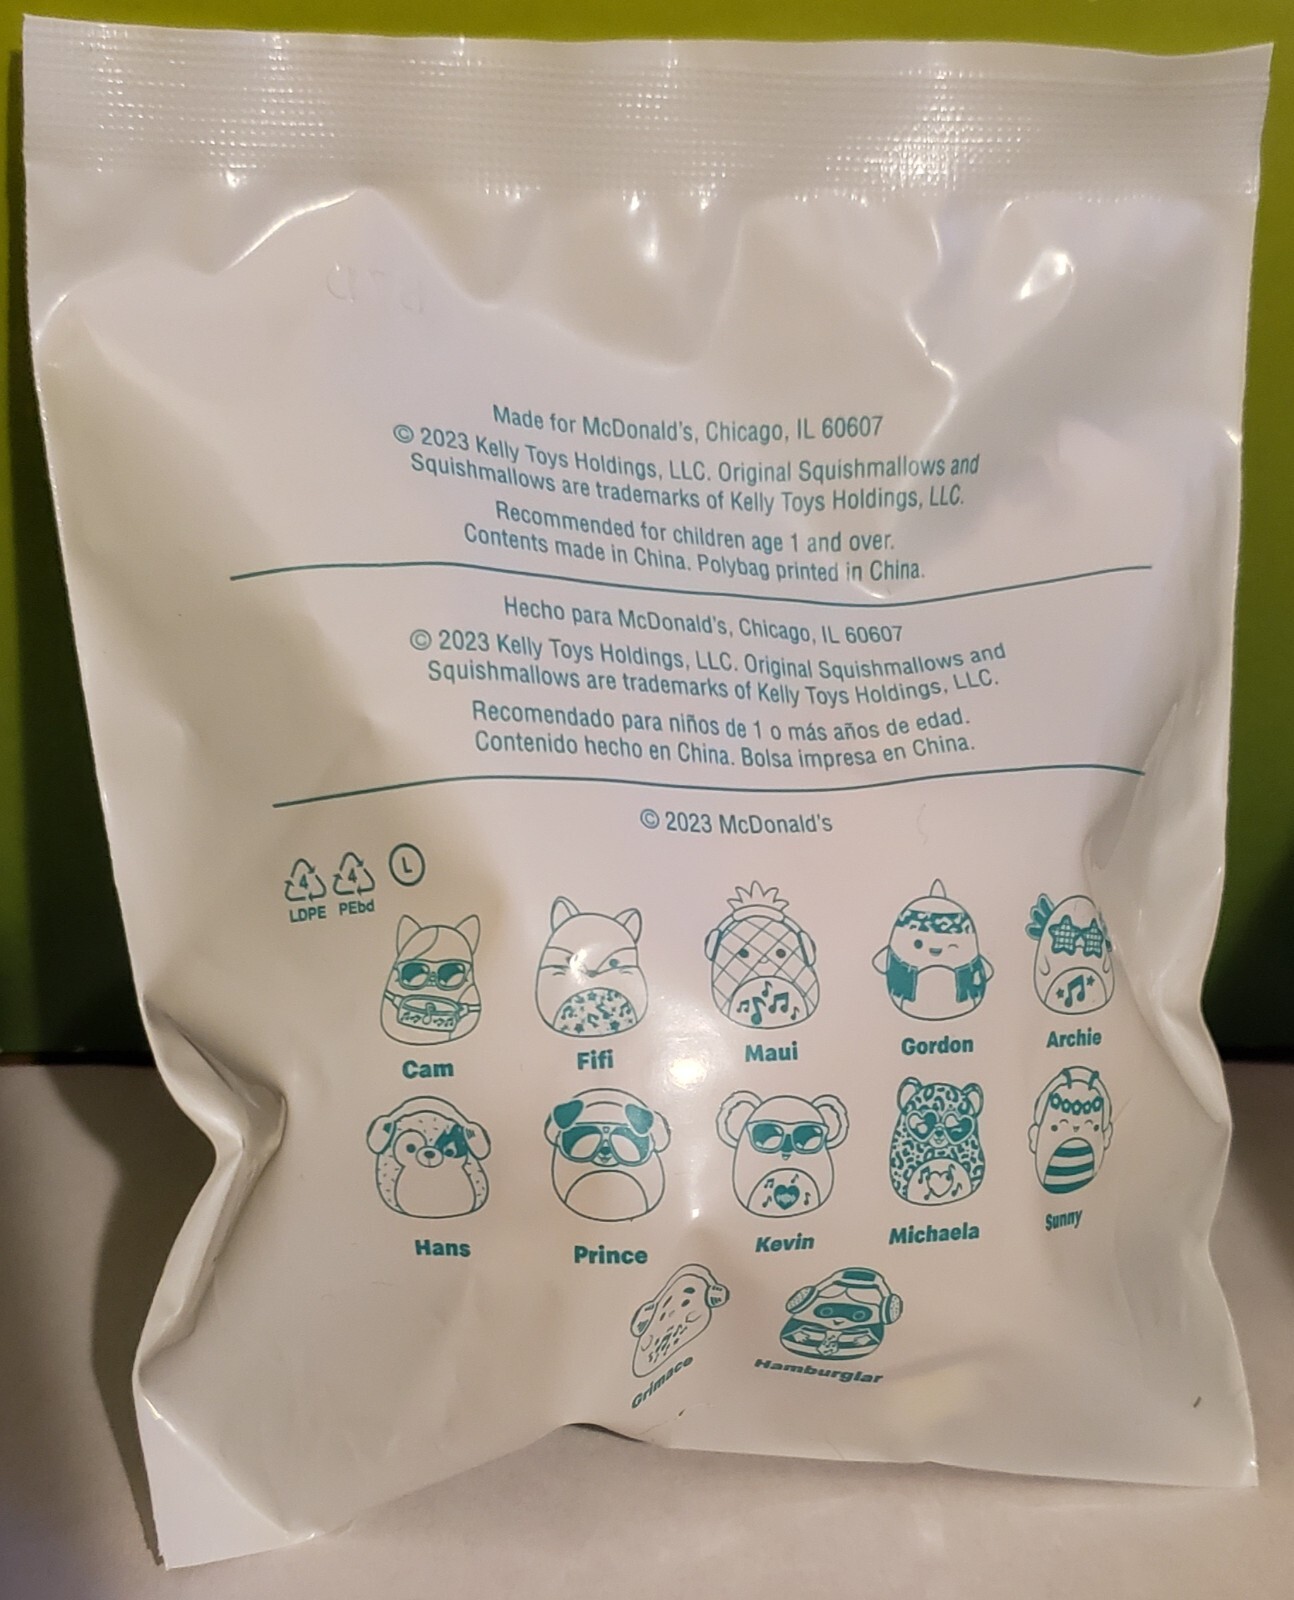 Made for McDonald's, Chicago, IL 60607
© 2023 Kelly Toys Holdings, LLC. Original Squishmallows and
Squishmallows are trademarks of Kelly Toys Holdings, LLC.
Recommended for children age 1 and over.
Contents made in China. Polybag printed in China.
Hecho para McDonald's, Chicago, IL 60607
© 2023 Kelly Toys Holdings, LLC. Original Squishmallows and
Squishmallows are trademarks of Kelly Toys Holdings, LLC.
Recomendado para niños de 1 o más años de edad.
Contenido hecho en China. Bolsa impresa en China.
© 2023 McDonald's
4 4 L
LDPE PEbd
Cam Fifi Maui Gordon Archie
Hans Prince Kevin Michaela Sunny
Grimace Hamburglar